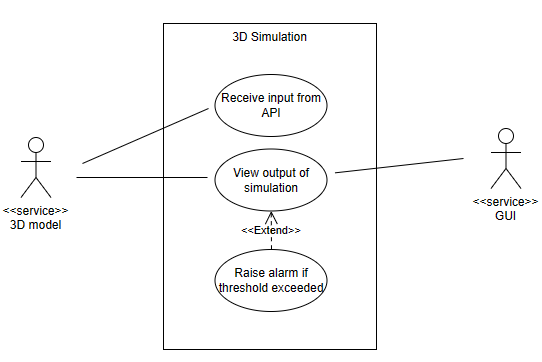 3D Simulation
Receive input from
API
View output of
simulation
<<Extend>>
Raise alarm if
threshold exceeded
<<service>>
3D model
<<service>>
GUI